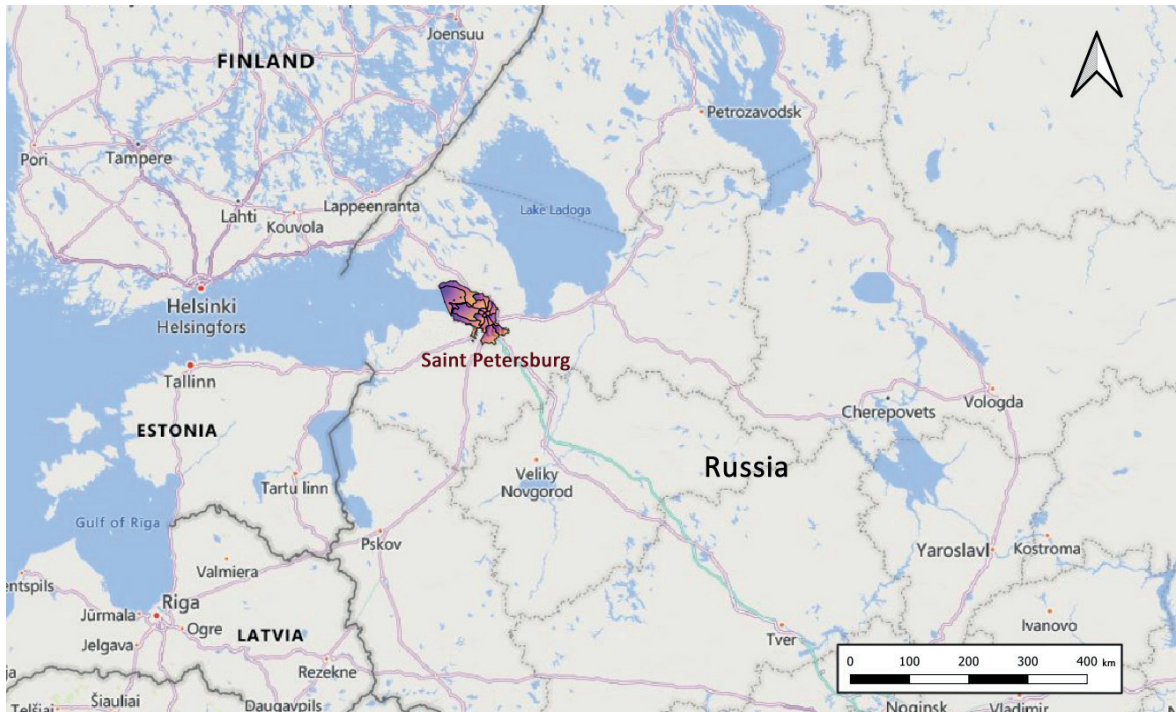 Joensuu
FINLAND
Petrozavodsk
Pori
Tampere
Lake Ladoga
Lahti
Lappeenranta
Kouvola
Helsinki
Helsingfors
Saint Petersburg
Tallinn
Vologda
Cherepovets
ESTONIA
Russia
Veliky
Novgorod
Tartu linn
Gulf of Riga
Pskov
Yaroslavl
Kostroma
Valmiera
entspils
Riga
Jūrmala
Ogre
Ivanovo
Tver
LATVIA
Jelgava
0 100 200 300 400 km
ja
Rezekne
Šiauliai
Daugavpils
Telšiai
Noginsk
Vladimir